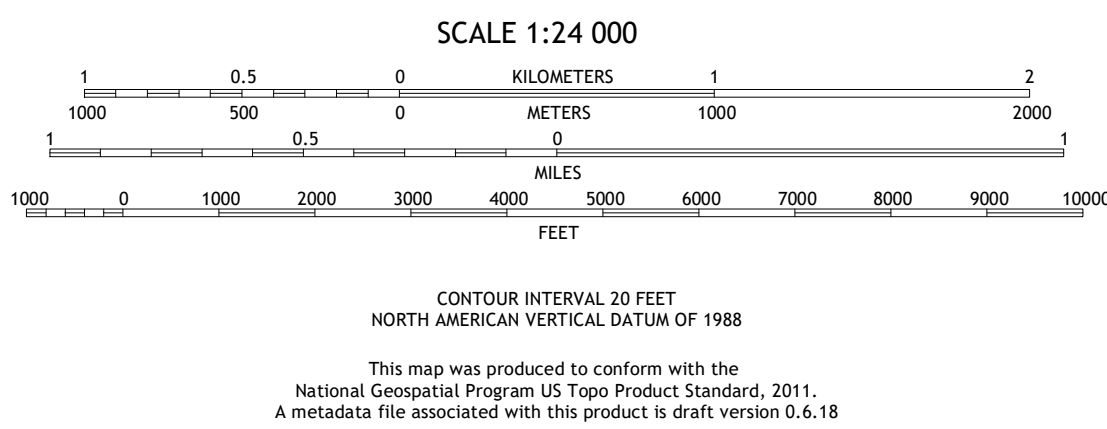 SCALE 1:24 000
1 0.5 0 KILOMETERS 1 2
1000 500 0 METERS 1000 2000
1 0.5 0 1
MILES
1000 0 1000 2000 3000 4000 5000 6000 7000 8000 9000 10000
FEET
CONTOUR INTERVAL 20 FEET
NORTH AMERICAN VERTICAL DATUM OF 1988
This map was produced to conform with the
National Geospatial Program US Topo Product Standard, 2011.
A metadata file associated with this product is draft version 0.6.18